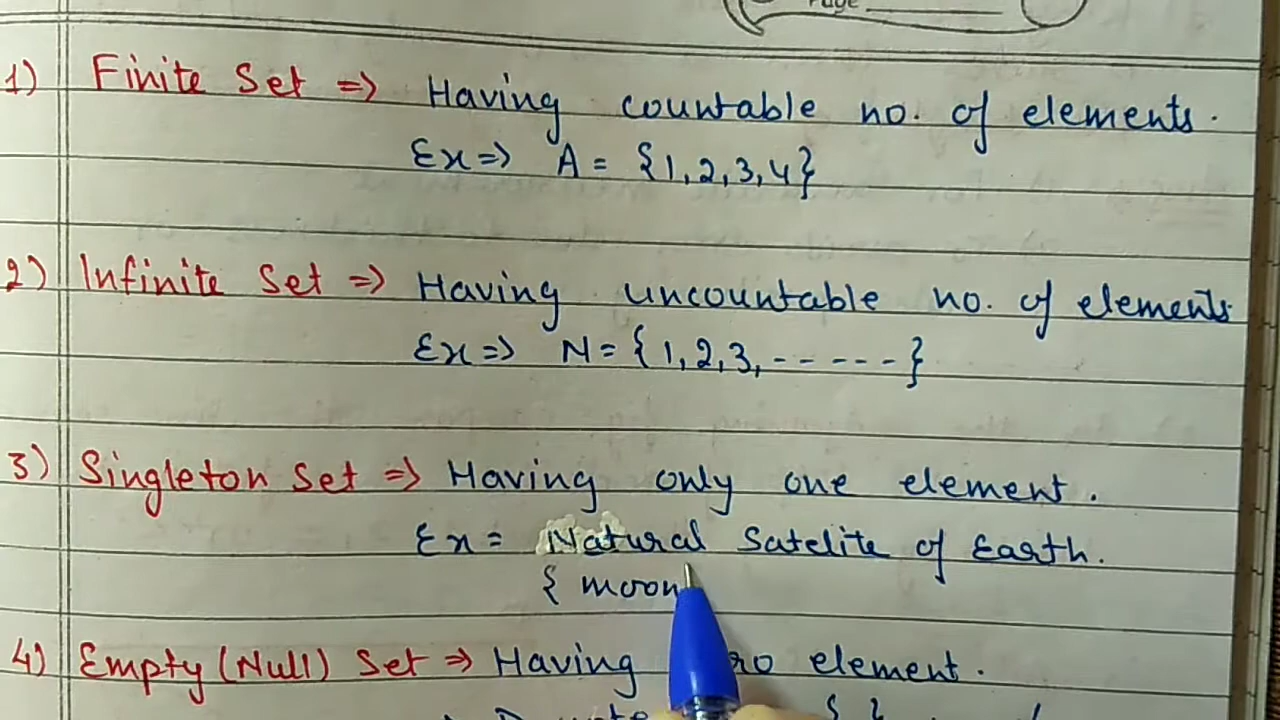 Page
1) Finite Set => Having countable no. of elements.
Ex => A = {1,2,3,4}
2) Infinite Set => Having uncountable no. of elements.
Ex => N = {1,2,3,-----}
3) Singleton Set => Having only one element.
Ex = Natural Satelite of Earth.
{ moon
4) Empty (Null) Set => Having element.
{ }